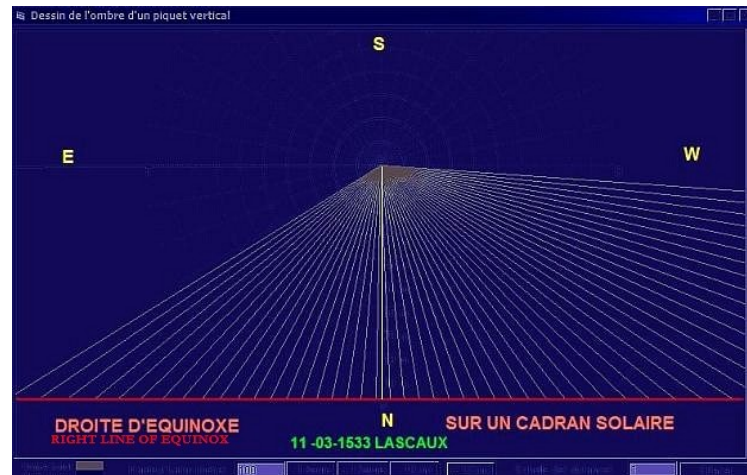 Dessin de l'ombre d'un piquet vertical
S
E
W
N
DROITE D'EQUINOXE
SUR UN CADRAN SOLAIRE
RIGHT LINE OF EQUINOX
11 -03-1533 LASCAUX
100